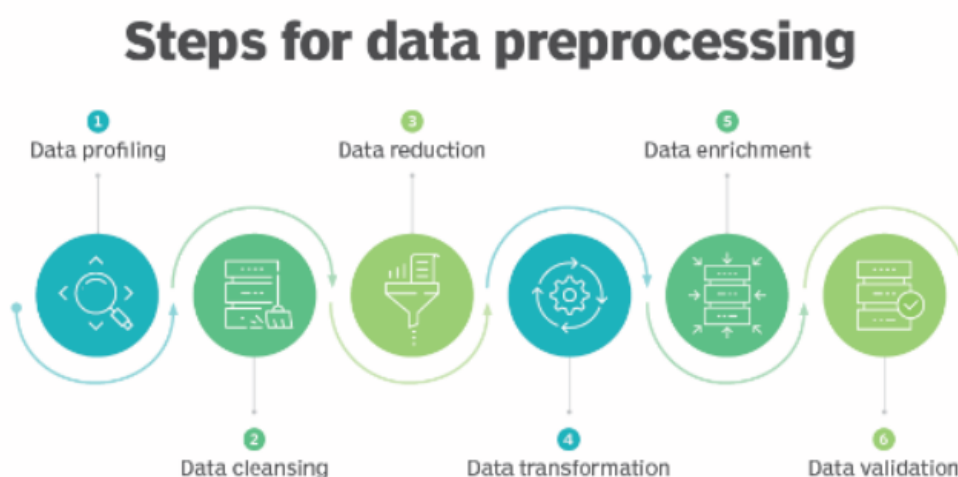 Steps for data preprocessing
1
Data profiling
2
Data cleansing
3
Data reduction
4
Data transformation
5
Data enrichment
6
Data validation